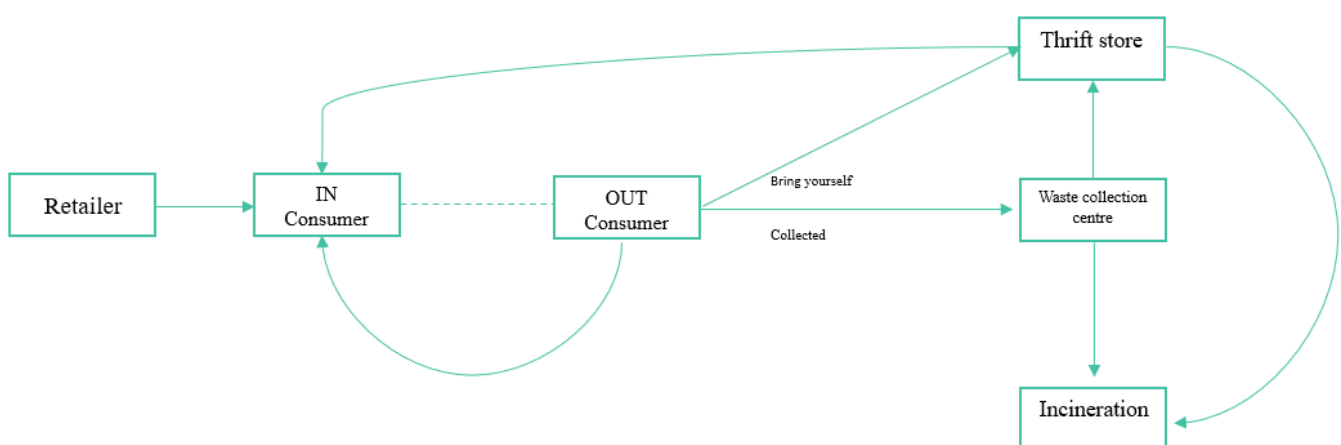 Thrift store
Retailer
IN
Consumer
OUT
Consumer
Bring yourself
Collected
Waste collection
centre
Incineration